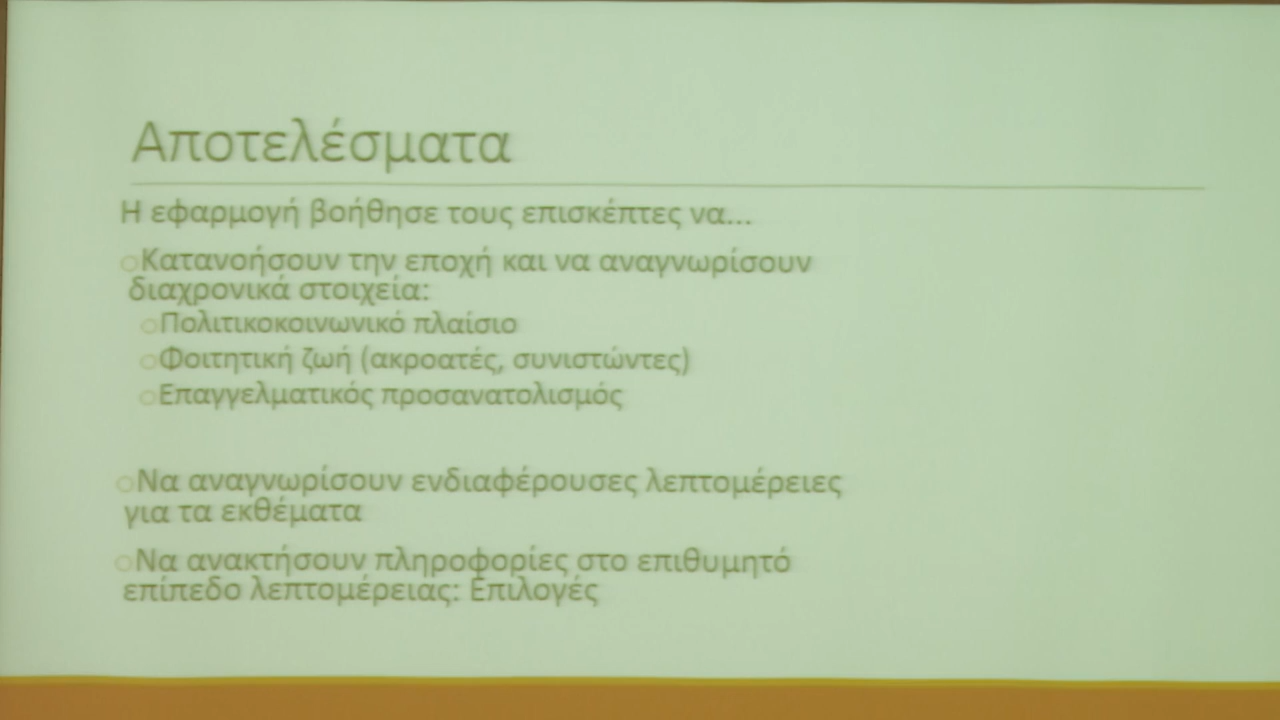 Αποτελέσματα
Η εφαρμογή βοήθησε τους επισκέπτες να...
Κατανοήσουν την εποχή και να αναγνωρίσουν
διαχρονικά στοιχεία:
Πολιτικοκοινωνικό πλαίσιο
Φοιτητική ζωή (ακροατές, συνιστώντες)
Επαγγελματικός προσανατολισμός
Να αναγνωρίσουν ενδιαφέρουσες λεπτομέρειες
για τα εκθέματα
Να ανακτήσουν πληροφορίες στο επιθυμητό
επίπεδο λεπτομέρειας: Επιλογές